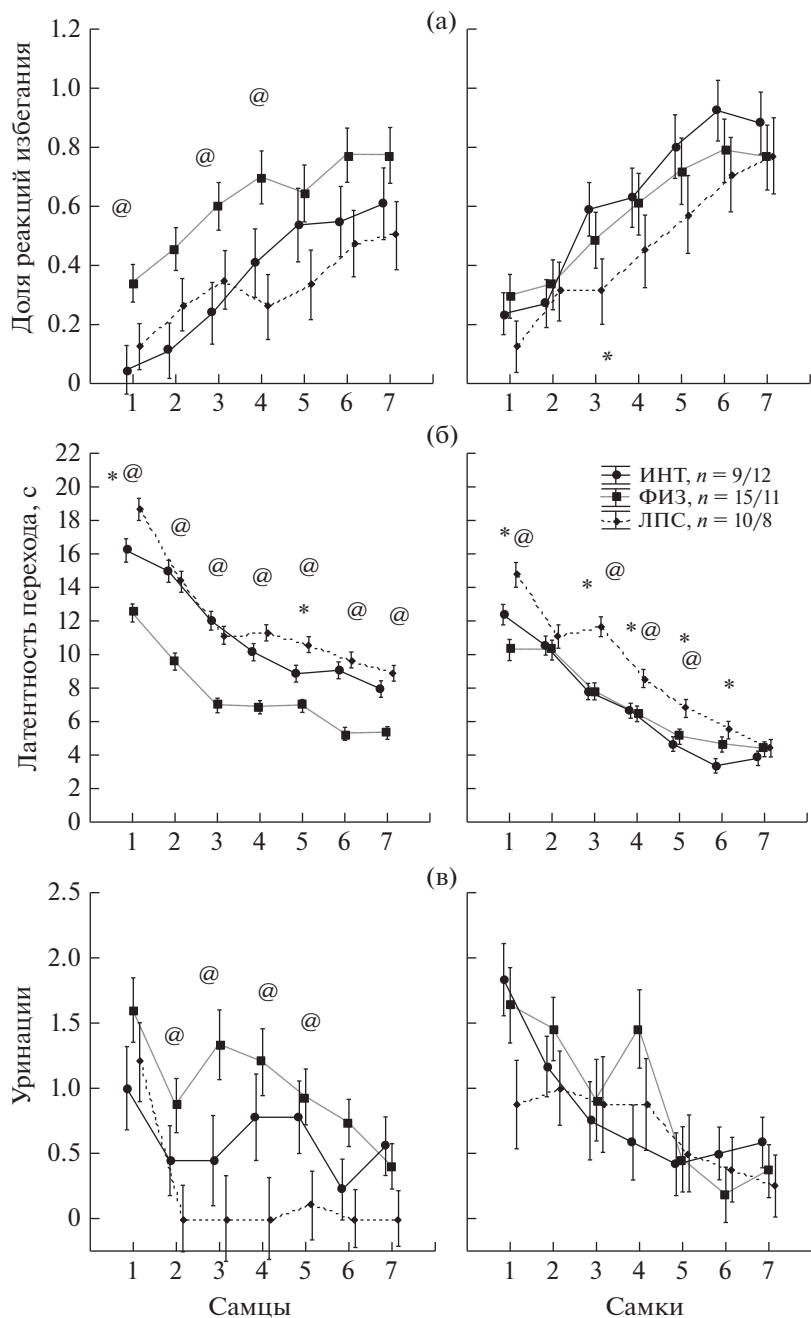 (а)
Доля реакций избегания
1.2
1.0
0.8
0.6
0.4
0.2
0
@
@
@
*
1 2 3 4 5 6 7
1 2 3 4 5 6 7
(б)
Латентность перехода, с
22
20
18
16
14
12
10
8
6
4
2
0
* @
@
@
@
@
*
@
@
ИНТ, n = 9/12
ФИЗ, n = 15/11
ЛПС, n = 10/8
* @
* @
* @
*
@
*
1 2 3 4 5 6 7
1 2 3 4 5 6 7
(в)
Уринации
2.5
2.0
1.5
1.0
0.5
0
@
@
@
@
1 2 3 4 5 6 7
1 2 3 4 5 6 7
Самцы
Самки